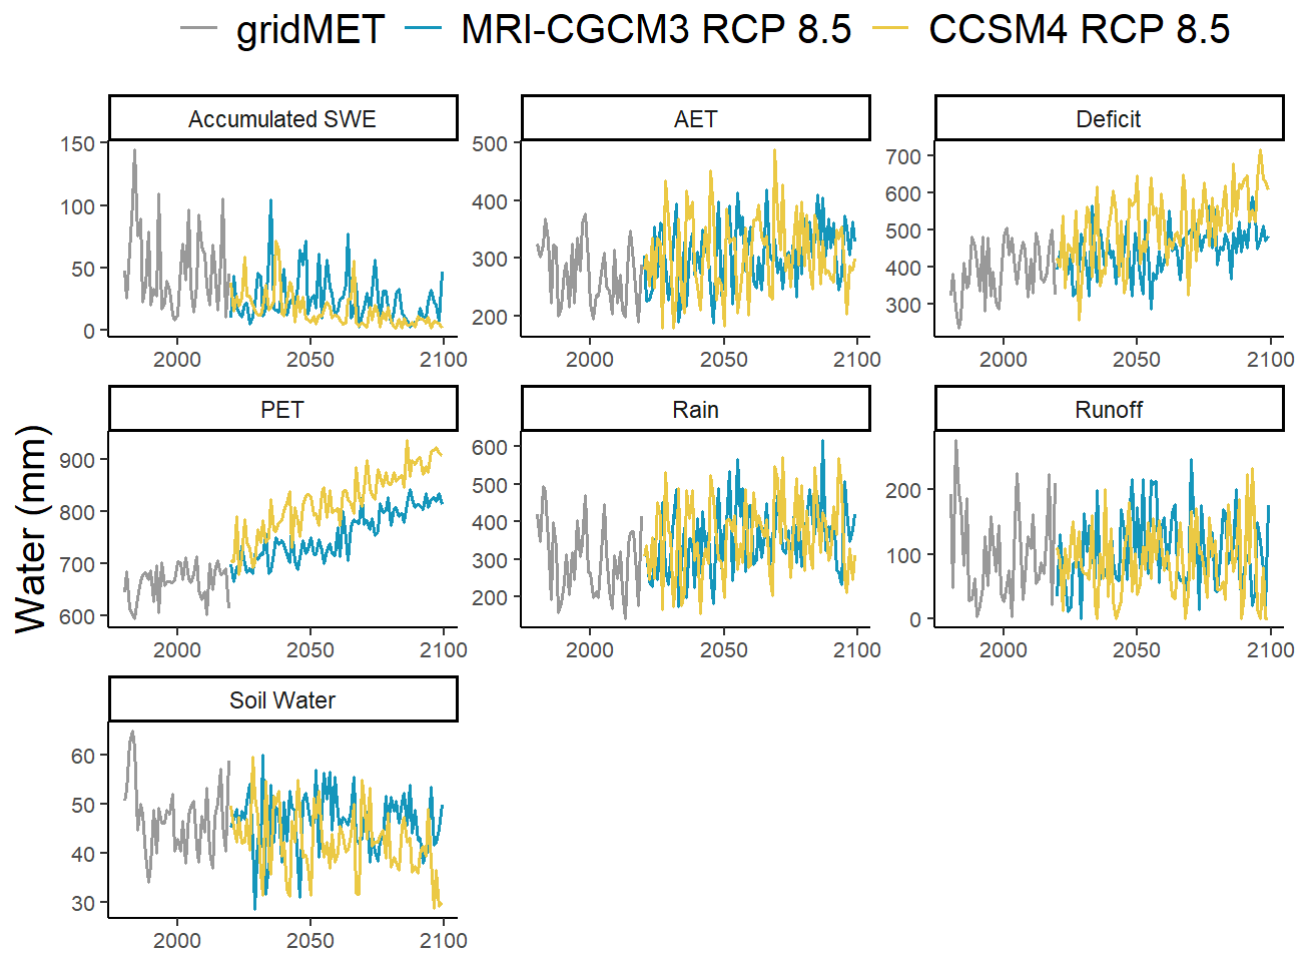 gridMET MRI-CGCM3 RCP 8.5 CCSM4 RCP 8.5
Water (mm)
Accumulated SWE
150
100
50
0
2000 2050 2100
AET
500
400
300
200
2000 2050 2100
Deficit
700
600
500
400
300
2000 2050 2100
PET
900
800
700
600
2000 2050 2100
Rain
600
500
400
300
200
2000 2050 2100
Runoff
200
100
0
2000 2050 2100
Soil Water
60
50
40
30
2000 2050 2100